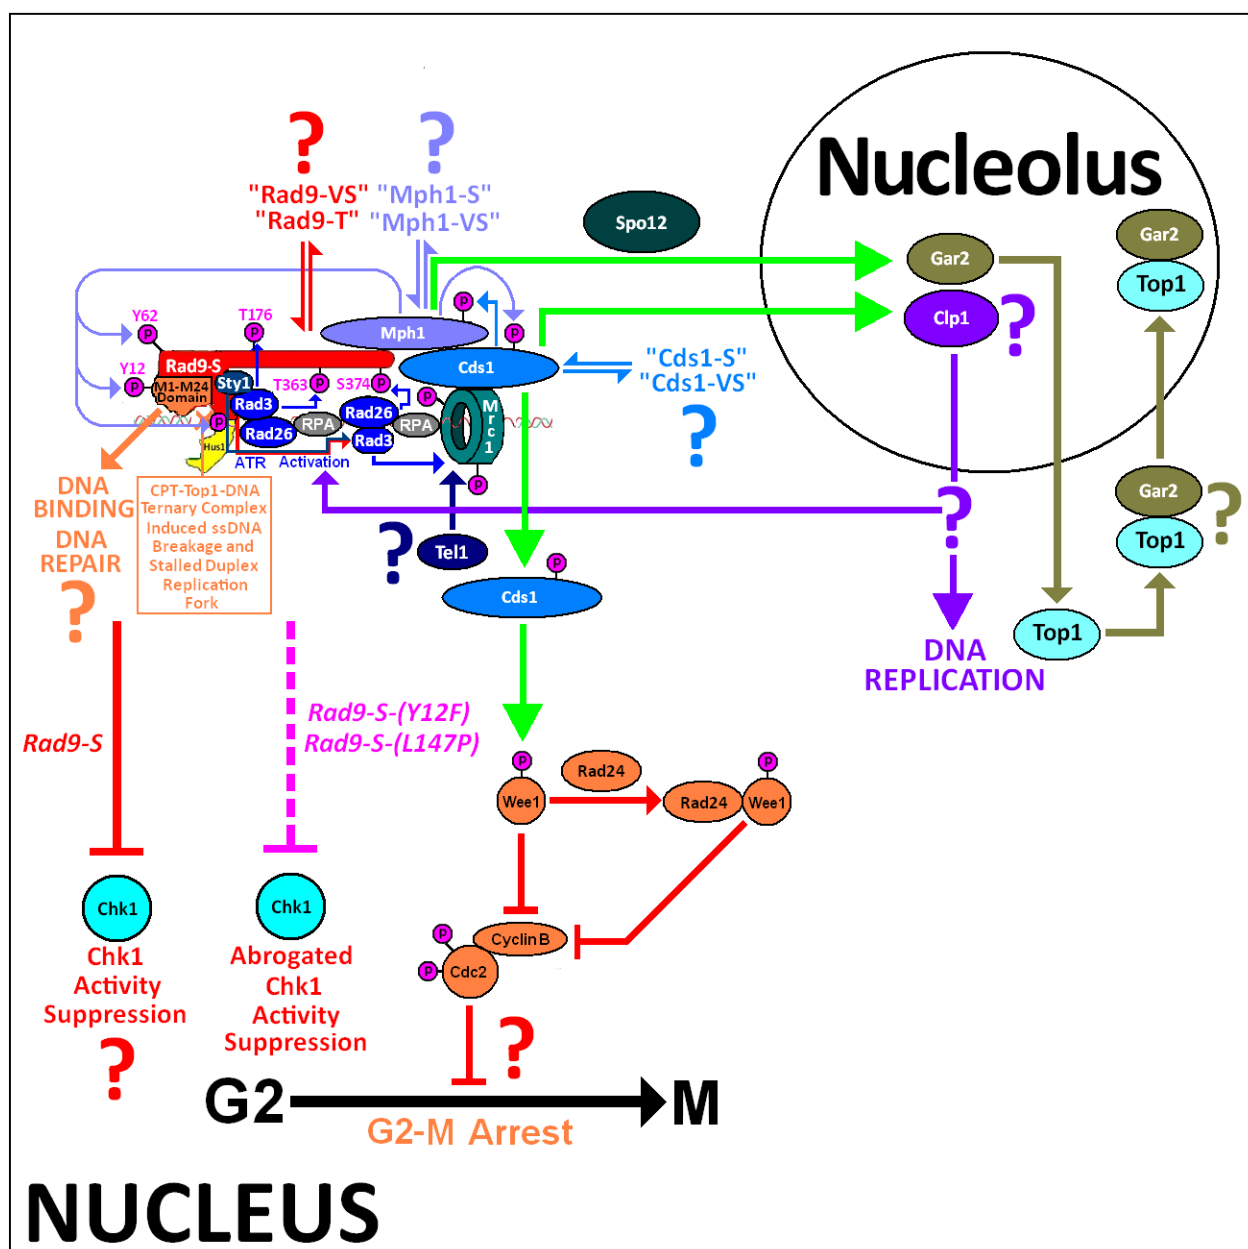 Nucleolus
?
?
"Rad9-VS"
"Rad9-T"
"Mph1-S"
"Mph1-VS"
Spo12
Gar2
Top1
Gar2
Clp1
?
Y62
P
T176
P
P
P
Mph1
Rad9-S
Cds1
"Cds1-S"
"Cds1-VS"
?
Y12
P
M1-M24
Domain
Sty1
T363
P
S374
P
P
Rad3
Rad26
Mrc1
P
Rad26
RPA
Rad3
RPA
Hus1
ATR
Activation
P
DNA
BINDING
DNA
REPAIR
?
CPT-Top1-DNA
Ternary Complex
Induced ssDNA
Breakage and
Stalled Duplex
Replication
Fork
?
Tel1
?
Gar2
Top1
?
P
Cds1
Top1
DNA
REPLICATION
Rad9-S
Rad9-S-(Y12F)
Rad9-S-(L147P)
P
Wee1
Rad24
P
Rad24
Wee1
Chk1
Chk1
Activity
Suppression
?
Chk1
Abrogated
Chk1
Activity
Suppression
P
P
CyclinB
Cdc2
?
G2
M
G2-M Arrest
NUCLEUS